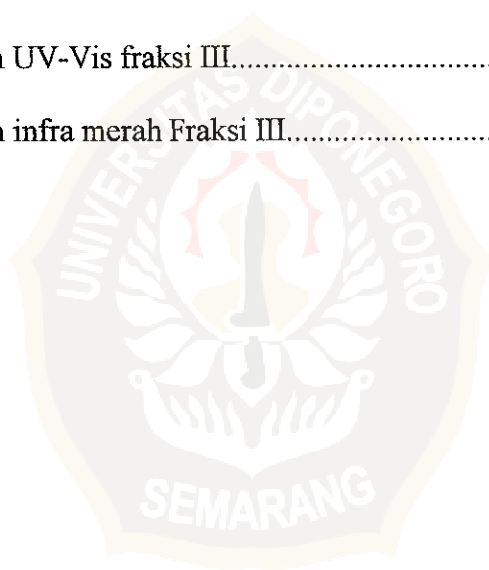 n UV-Vis fraksi III................................
n infra merah Fraksi III........................
UNIVERSITAS DIPONEGORO
SEMARANG